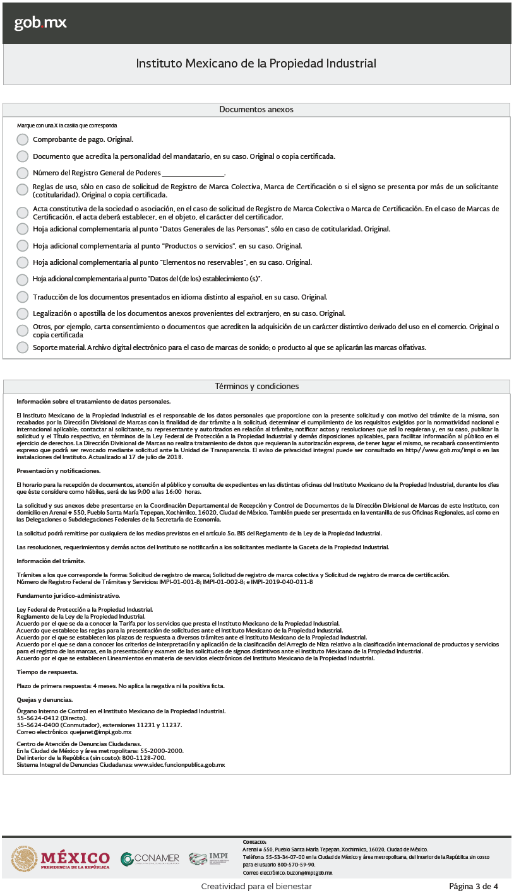 gob.mx
Instituto Mexicano de la Propiedad Industrial
Documentos anexos
Marque con una X la casilla que corresponda
Comprobante de pago. Original.
Documento que acredita la personalidad del mandatario, en su caso. Original o copia certificada.
Número del Registro General de Poderes ________________.
Reglas de uso, sólo en caso de solicitud de Registro de Marca Colectiva, Marca de Certificación o si el signo se presenta por más de un solicitante
(cotitularidad). Original o copia certificada.
Acta constitutiva de la sociedad o asociación, en el caso de solicitud de Registro de Marca Colectiva o Marca de Certificación. En el caso de Marcas de
Certificación, el acta deberá establecer, en el objeto, el carácter del certificador.
Hoja adicional complementaria al punto "Datos Generales de las Personas", sólo en caso de cotitularidad. Original.
Hoja adicional complementaria al punto "Productos o servicios", en su caso. Original.
Hoja adicional complementaria al punto "Elementos no reservables", en su caso. Original.
Hoja adicional complementaria al punto "Datos del (de los) establecimiento (s)".
Traducción de los documentos presentados en idioma distinto al español, en su caso. Original.
Legalización o apostilla de los documentos anexos provenientes del extranjero, en su caso. Original.
Otros, por ejemplo, carta consentimiento o documentos que acrediten la adquisición de un carácter distintivo derivado del uso en el comercio. Original o
copia certificada
Soporte material. Archivo digital electrónico para el caso de marcas de sonido; o producto al que se aplicarán las marcas olfativas.
Términos y condiciones
Información sobre el tratamiento de datos personales.
El Instituto Mexicano de la Propiedad Industrial es el responsable de los datos personales que proporcione con la presente solicitud y con motivo del trámite de la misma, son
recabados por la Dirección Divisional de Marcas con la finalidad de dar trámite a la solicitud, determinar el cumplimiento de los requisitos exigidos por la normatividad nacional e
internacional aplicable, contactar al solicitante, su representante y autorizados en relación al trámite; notificar actos y resoluciones que así lo requieran y, en su caso, publicar la
solicitud y el Título respectivo, en términos de la Ley Federal de Protección a la Propiedad Industrial y demás disposiciones aplicables, para facilitar información al público en el
ejercicio de derechos. La Dirección Divisional de Marcas no realiza tratamiento de datos que requieran la autorización expresa, de tener lugar el mismo, se recabará consentimiento
expreso que podrá ser revocado mediante solicitud ante la Unidad de Transparencia. El aviso de privacidad integral puede ser consultado en http//www.gob.mx/impi o en las
instalaciones del Instituto. Actualizado al 17 de julio de 2018.
Presentación y notificaciones.
El horario para la recepción de documentos, atención al público y consulta de expedientes en las distintas oficinas del Instituto Mexicano de la Propiedad Industrial, durante los días
que éste considere como hábiles, será de las 9:00 a las 16:00 horas.
La solicitud y sus anexos debe presentarse en la Coordinación Departamental de Recepción y Control de Documentos de la Dirección Divisional de Marcas de este Instituto, con
domicilio en Arenal # 550, Pueblo Santa María Tepepan, Xochimilco, 16020, Ciudad de México. También puede ser presentada en la ventanilla de sus Oficinas Regionales, así como en
las Delegaciones o Subdelegaciones Federales de la Secretaría de Economía.
La solicitud podrá remitirse por cualquiera de los medios previstos en el artículo 5o. BIS del Reglamento de la Ley de la Propiedad Industrial.
Las resoluciones, requerimientos y demás actos del Instituto se notificarán a los solicitantes mediante la Gaceta de la Propiedad Industrial.
Información del trámite.
Trámites a los que corresponde la forma: Solicitud de registro de marca; Solicitud de registro de marca colectiva y Solicitud de registro de marca de certificación.
Número de Registro Federal de Trámites y Servicios: IMPI-01-001-B; IMPI-01-002-B; e IMPI-2019-040-011-B
Fundamento jurídico-administrativo.
Ley Federal de Protección a la Propiedad Industrial.
Reglamento de la Ley de la Propiedad Industrial.
Acuerdo por el que se da a conocer la Tarifa por los servicios que presta el Instituto Mexicano de la Propiedad Industrial.
Acuerdo que establece las reglas para la presentación de solicitudes ante el Instituto Mexicano de la Propiedad Industrial.
Acuerdo por el que se establecen los plazos de respuesta a diversos trámites ante el Instituto Mexicano de la Propiedad Industrial.
Acuerdo por el que se dan a conocer los criterios de interpretación y aplicación de la clasificación del Arreglo de Niza relativo a la clasificación internacional de productos y servicios
para el registro de las marcas, en la presentación y examen de las solicitudes de signos distintivos ante el Instituto Mexicano de la Propiedad Industrial.
Acuerdo por el que se establecen Lineamientos en materia de servicios electrónicos del Instituto Mexicano de la Propiedad Industrial.
Tiempo de respuesta.
Plazo de primera respuesta: 4 meses. No aplica la negativa ni la positiva ficta.
Quejas y denuncias.
Órgano Interno de Control en el Instituto Mexicano de la Propiedad Industrial.
55-5624-0412 (Directo).
55-5624-0400 (Conmutador), extensiones 11231 y 11237.
Correo electrónico: quejanet@impi.gob.mx
Centro de Atención de Denuncias Ciudadanas.
En la Ciudad de México y área metropolitana: 55-2000-2000.
Del interior de la República (sin costo): 800-1128-700.
Sistema Integral de Denuncias Ciudadanas: www.sidec.funcionpublica.gob.mx
MÉXICO
PRESIDENCIA DE LA REPÚBLICA
CONAMER
IMPI
Contacto:
Arenal # 550, Pueblo Santa María Tepepan, Xochimilco, 16020, Ciudad de México.
Teléfono: 55-53-34-07-00 en la Ciudad de México y área metropolitana, del interior de la República sin costo
para el usuario 800-570-59-90.
Correo electrónico: buzon@impi.gob.mx
Creatividad para el bienestar
Página 3 de 4